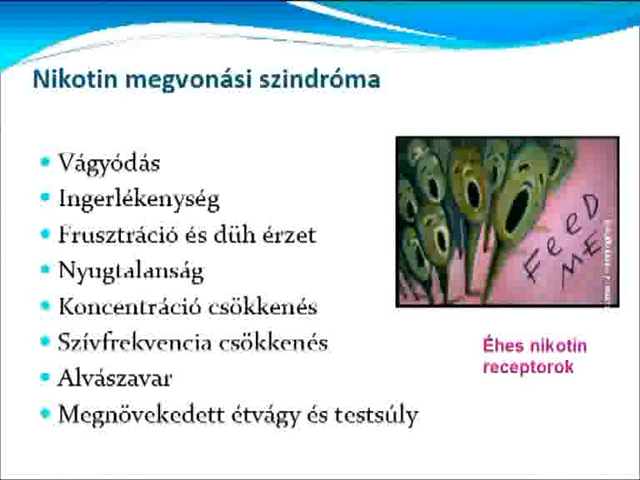 Nikotin megvonási szindróma
Vágyódás
Ingerlékenység
Frusztráció és düh érzet
Nyugtalanság
Koncentráció csökkenés
Szívfrekvencia csökkenés
Alvászavar
Megnövekedett étvágy és testsúly
FEED
ME
Éhes nikotin
receptorok